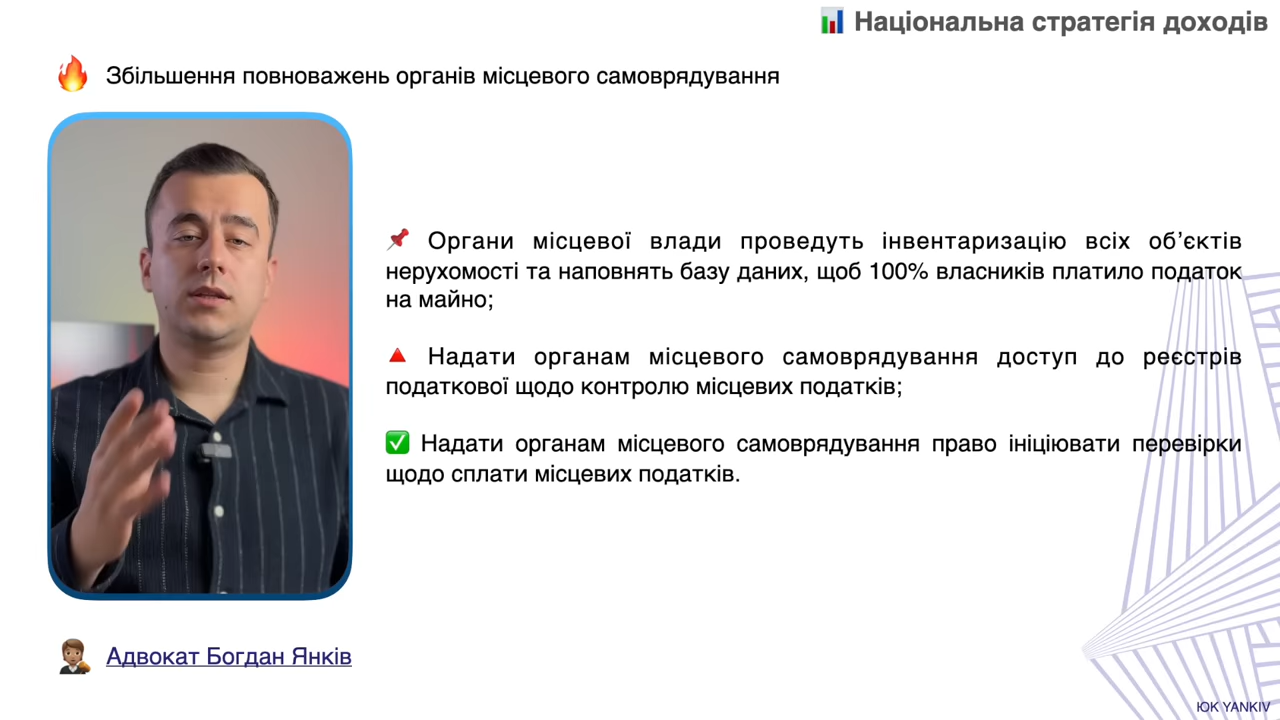 📊 Національна стратегія доходів
🔥 Збільшення повноважень органів місцевого самоврядування
📌 Органи місцевої влади проведуть інвентаризацію всіх об’єктів
нерухомості та наповнять базу даних, щоб 100% власників платило податок
на майно;
🔺 Надати органам місцевого самоврядування доступ до реєстрів
податкової щодо контролю місцевих податків;
✅ Надати органам місцевого самоврядування право ініціювати перевірки
щодо сплати місцевих податків.
Адвокат Богдан Янків
ЮК YANKIV